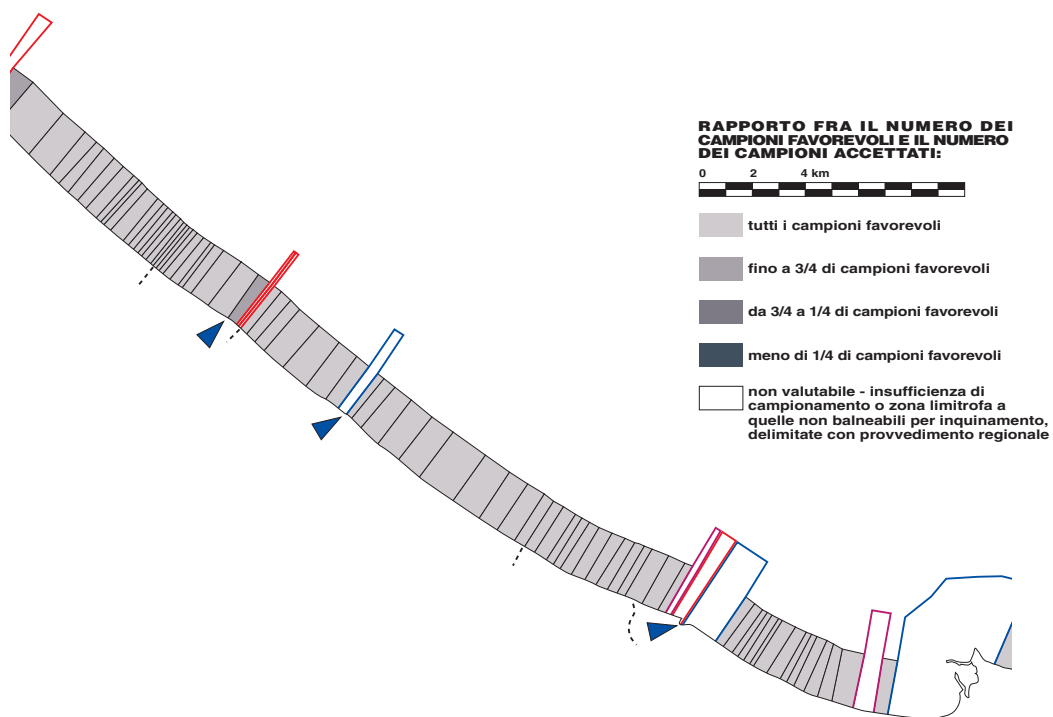 RAPPORTO FRA IL NUMERO DEI
CAMPIONI FAVOREVOLI E IL NUMERO
DEI CAMPIONI ACCETTATI:
0 2 4 km
tutti i campioni favorevoli
fino a 3/4 di campioni favorevoli
da 3/4 a 1/4 di campioni favorevoli
meno di 1/4 di campioni favorevoli
non valutabile - insufficienza di
campionamento o zona limitrofa a
quelle non balneabili per inquinamento,
delimitate con provvedimento regionale